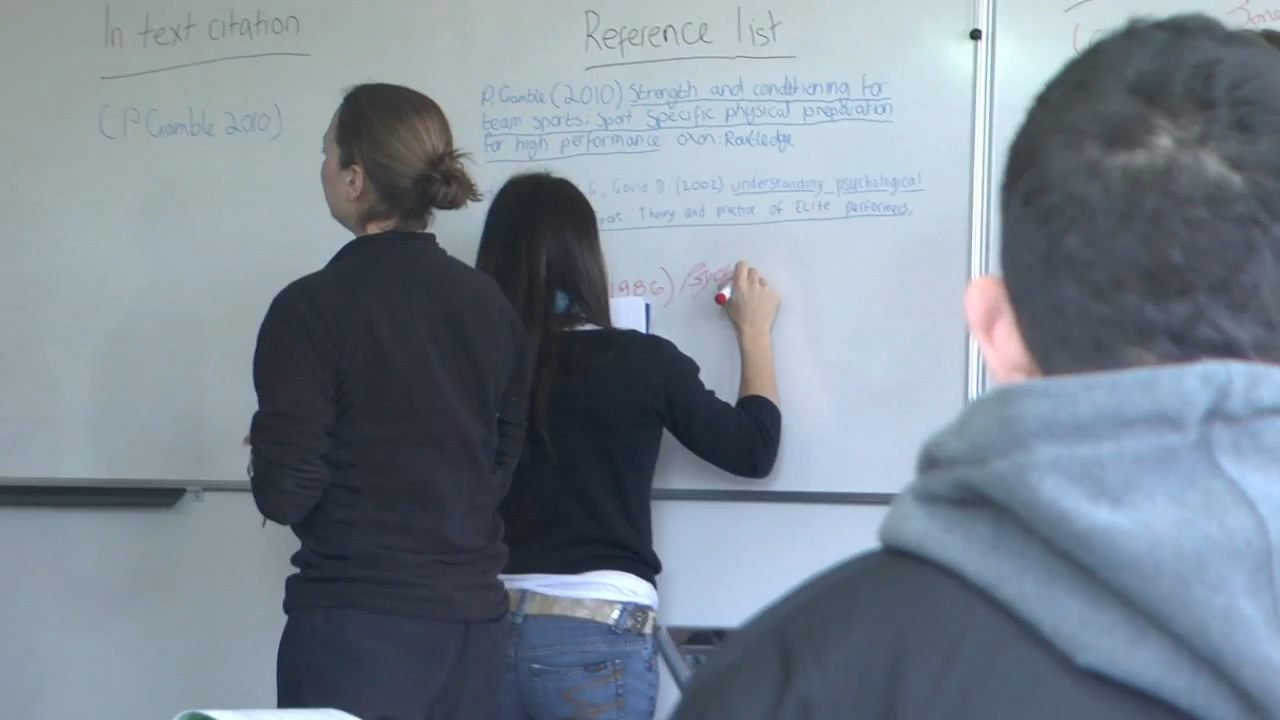 In text citation
(P. Gamble 2010)
Reference list
P. Gamble (2010) Strength and conditioning for
team sports: Sport Specific physical preparation
for high performance oxon: Routledge
G., Gould D. (2002) understanding psychological
Theory and practice of Elite performers.
1986)